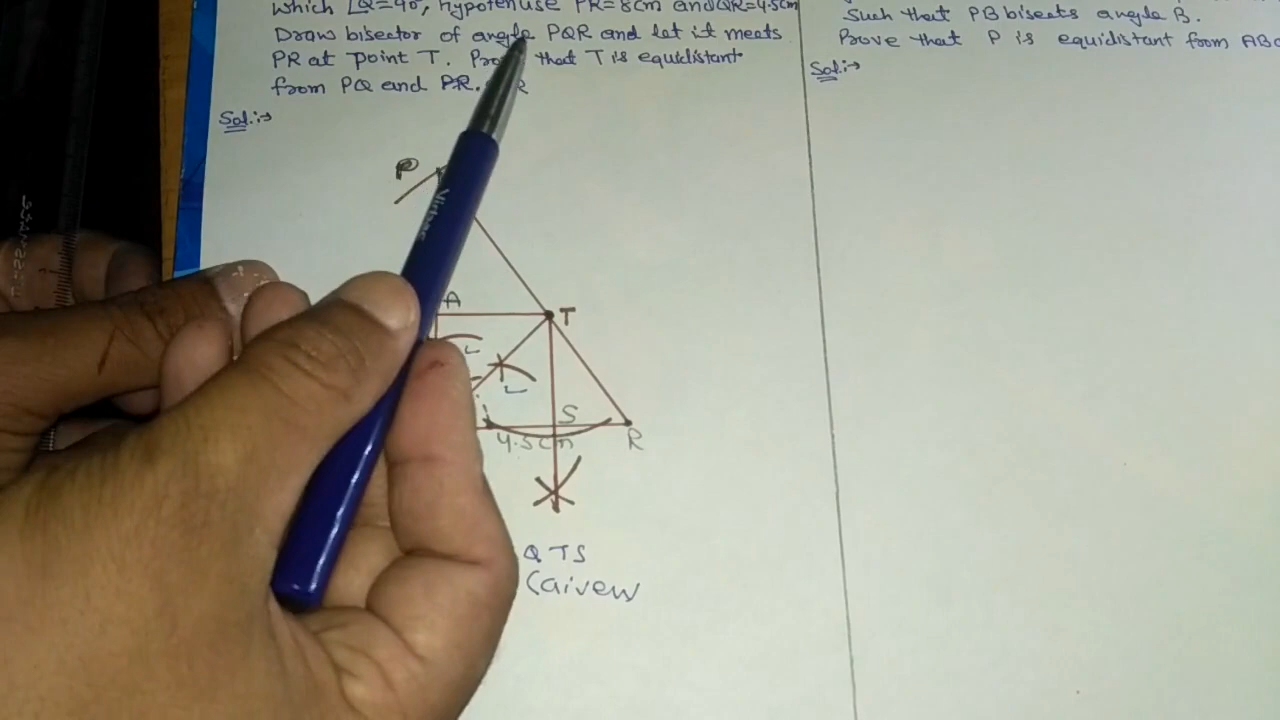 which ∠Q=90, hypotenuse PR=8cm and QR=4.5cm
Draw bisector of angle PQR and let it meets
PR at point T. that T is equidistant
from PQ and PR. R
Sol:→
P
A
T
S
4.5cm
R
QTS
(aivew
Such that PB bisects angle B.
Prove that P is equidistant from AB
Sol:→